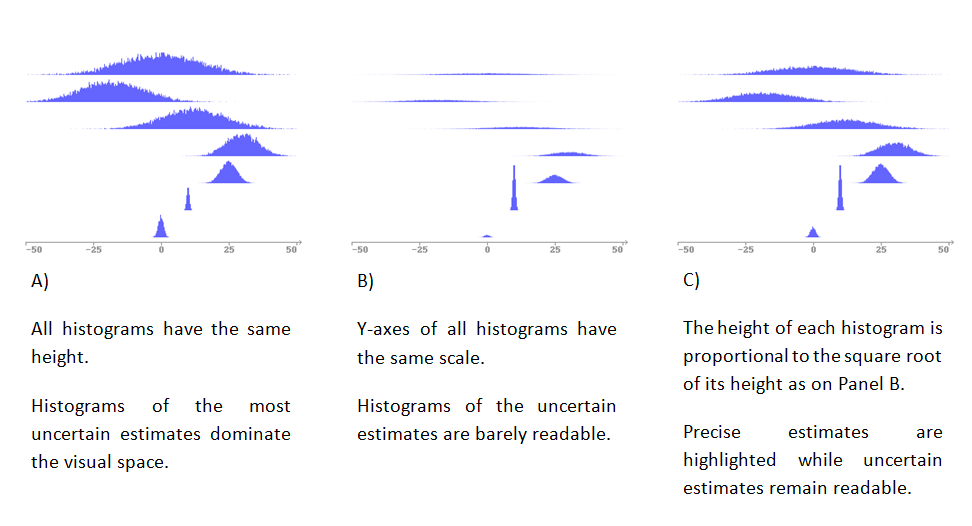 −50 −25 0 25 50
−50 −25 0 25 50
−50 −25 0 25 50
A)
All histograms have the same
height.
Histograms of the most
uncertain estimates dominate
the visual space.
B)
Y-axes of all histograms have
the same scale.
Histograms of the uncertain
estimates are barely readable.
C)
The height of each histogram is
proportional to the square root
of its height as on Panel B.
Precise estimates are
highlighted while uncertain
estimates remain readable.